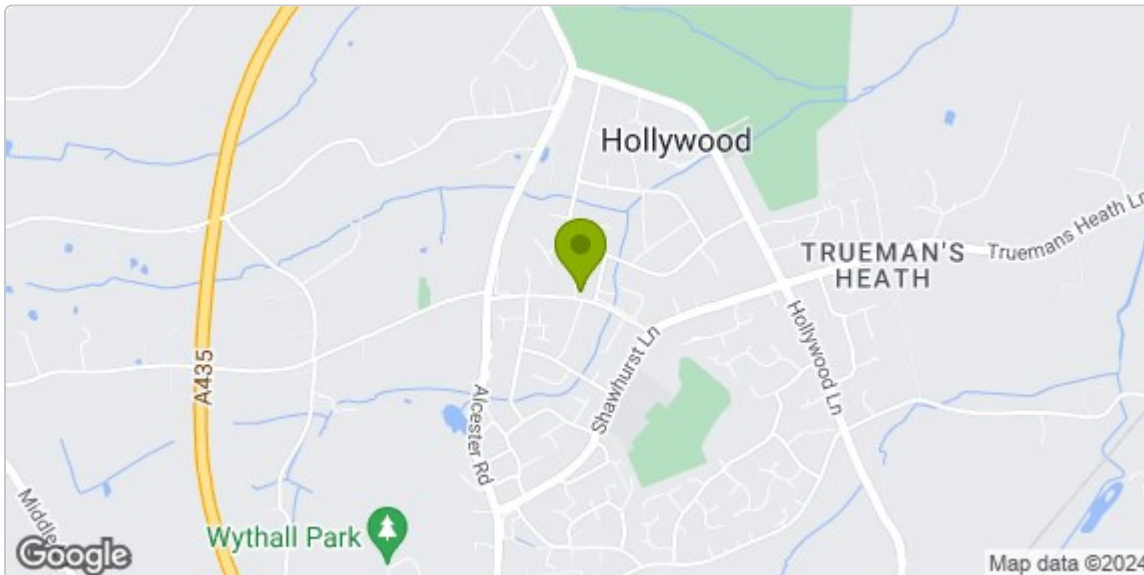 Hollywood
TRUEMAN'S
HEATH
Truemans Heath Ln
Hollywood Ln
Shawhurst Ln
A435
Alcester Rd
Middle
Wythall Park
Google
Map data ©2024